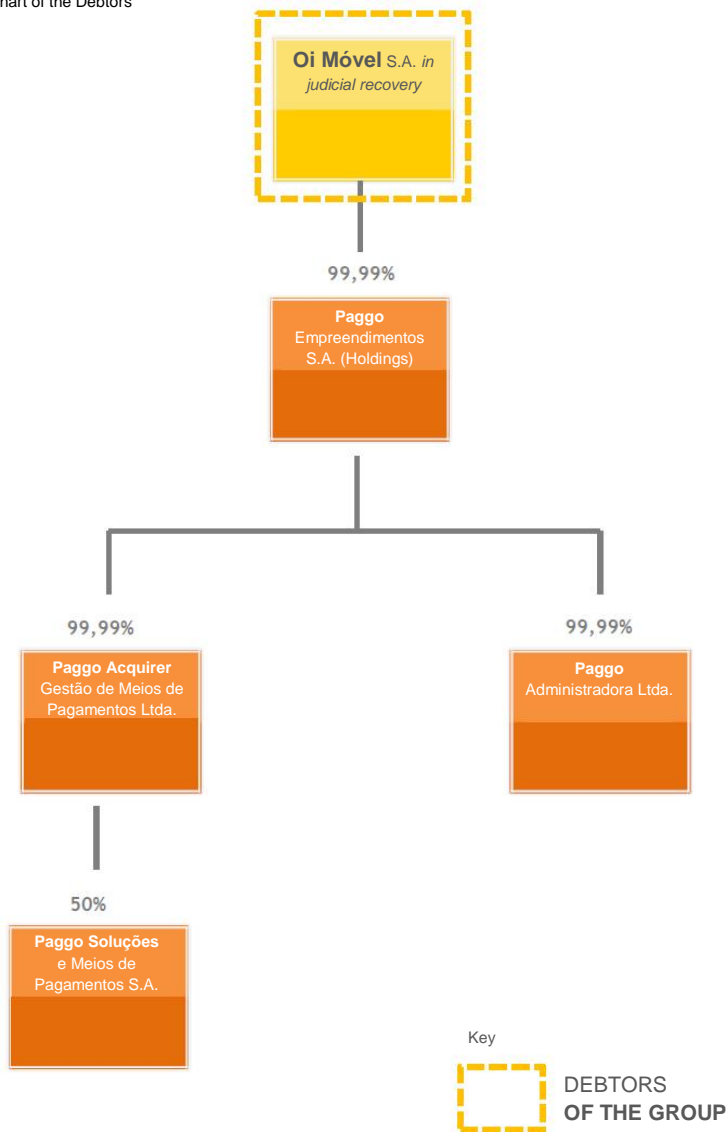 hart of the Debtors
Oi Móvel S.A. in
judicial recovery
99,99%
Paggo
Empreendimentos
S.A. (Holdings)
99,99%
99,99%
Paggo Acquirer
Gestão de Meios de
Pagamentos Ltda.
Paggo
Administradora Ltda.
50%
Paggo Soluções
e Meios de
Pagamentos S.A.
Key
DEBTORS
OF THE GROUP